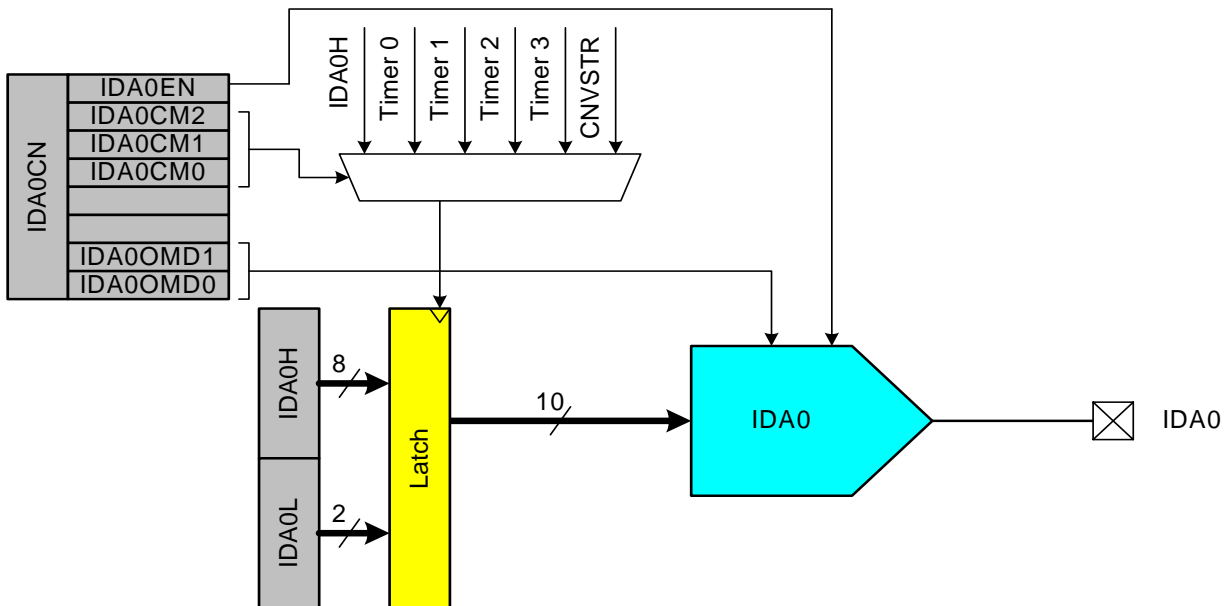 IDA0CN
IDA0EN
IDA0CM2
IDA0CM1
IDA0CM0
IDA0OMD1
IDA0OMD0
IDA0H
Timer 0
Timer 1
Timer 2
Timer 3
CNVSTR
IDA0H
8
IDA0L
2
Latch
10
IDA0
IDA0